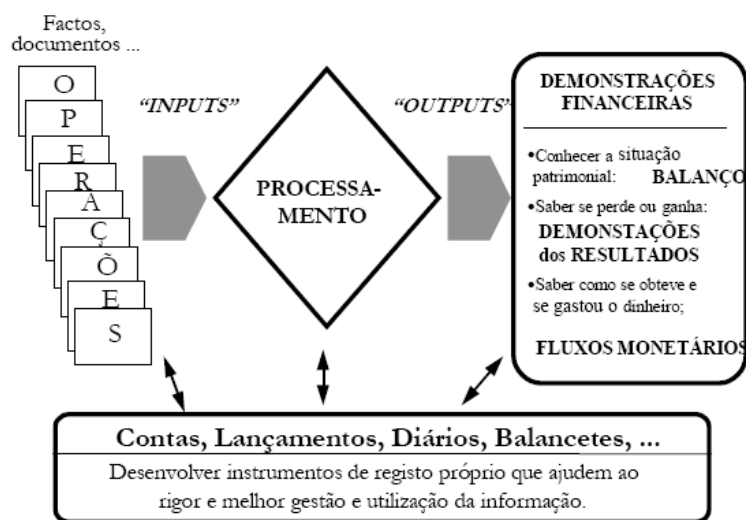 Factos,
documentos ...
O
P
E
R
A
Ç
Õ
E
S
“INPUTS”
PROCESSA-
MENTO
“OUTPUTS”
DEMONSTRAÇÕES
FINANCEIRAS
•Conhecer a situação
patrimonial: BALANÇO
•Saber se perde ou ganha:
DEMONSTAÇÕES
dos RESULTADOS
•Saber como se obteve e
se gastou o dinheiro;
FLUXOS MONETÁRIOS
Contas, Lançamentos, Diários, Balancetes, ...
Desenvolver instrumentos de registo próprio que ajudem ao
rigor e melhor gestão e utilização da informação.